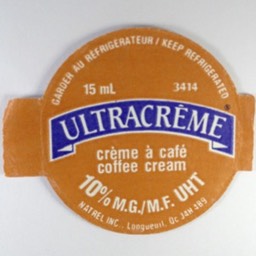 GARDER AU RÉFRIGÉRATEUR / KEEP REFRIGERATED
15 mL 3414
ULTRACRÈME
crème à café
coffee cream
10% M.G./M.F. UHT
NATREL INC., Longueuil, Qc J4H 3B9